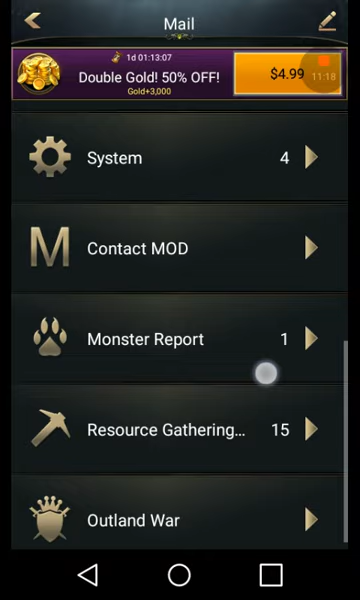 Mail
1d 01:13:07
Double Gold! 50% OFF!
Gold+3,000
$4.99
11:18
System 4
M Contact MOD
Monster Report 1
Resource Gathering... 15
Outland War